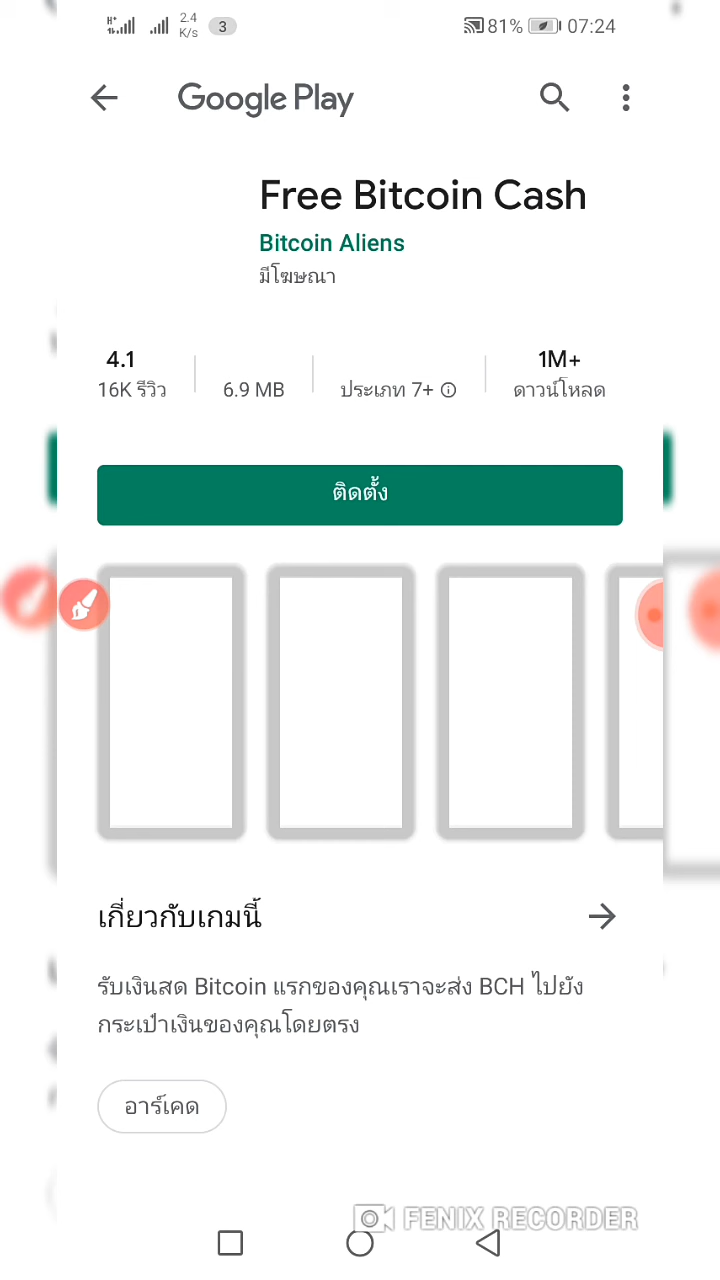 2.4
K/s
3
81%
07:24
Google Play
Free Bitcoin Cash
Bitcoin Aliens
มีโฆษณา
4.1
16K รีวิว
6.9 MB
ประเภท 7+
1M+
ดาวน์โหลด
ติดตั้ง
เกี่ยวกับเกมนี้
รับเงินสด Bitcoin แรกของคุณเราจะส่ง BCH ไปยัง
กระเป๋าเงินของคุณโดยตรง
อาร์เคด
FENIX RECORDER